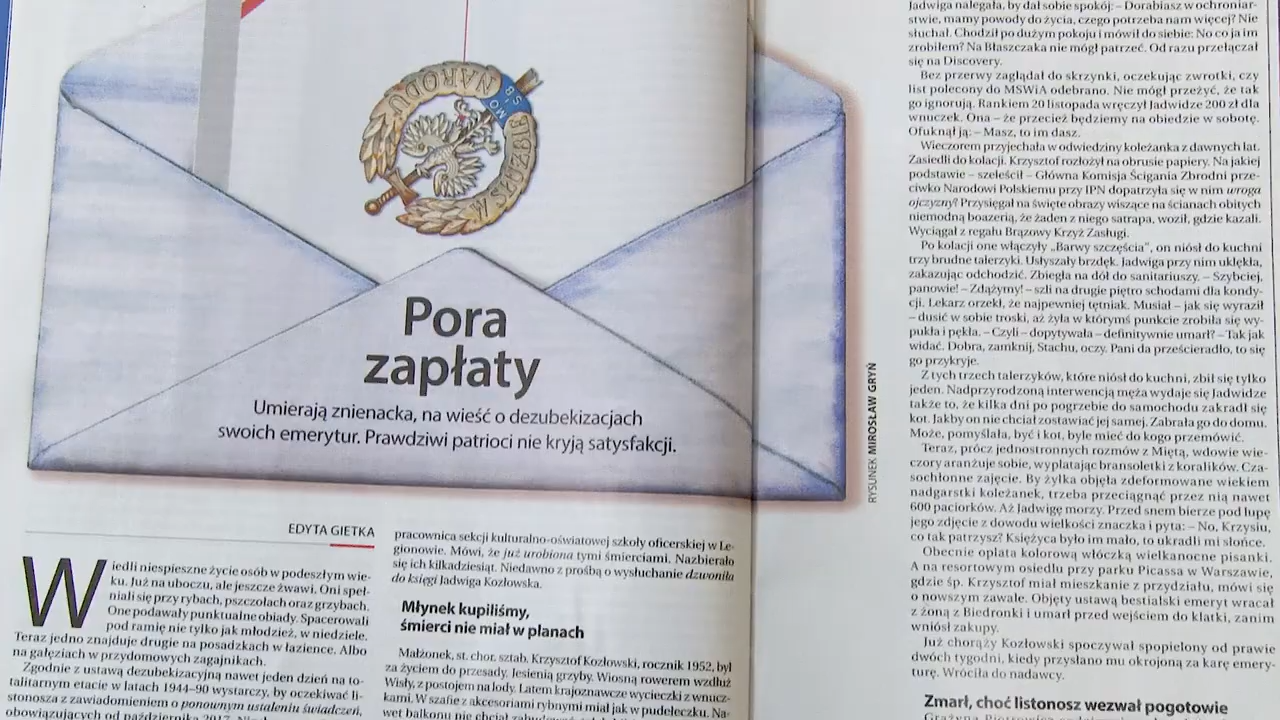 W SŁUŻBIE NARODU
MO SB
Pora
zapłaty
Umierają znienacka, na wieść o dezubekizacjach
swoich emerytur. Prawdziwi patrioci nie kryją satysfakcji.
RYSUNEK MIROSŁAW GRYŃ
EDYTA GIETKA
Wiedli niespieszne życie osób w podeszłym wie-
ku. Już na uboczu, ale jeszcze żwawi. Oni speł-
niali się przy rybach, pszczołach oraz grzybach.
One podawały punktualne obiady. Spacerowali
pod ramię nie tylko jak młodzież, w niedziele.
Teraz jedno znajduje drugie na posadzkach w łazience. Albo
na gałęziach w przydomowych zagajnikach.
Zgodnie z ustawą dezubekizacyjną nawet jeden dzień na to-
talitarnym etacie w latach 1944–90 wystarczy, by oczekiwać li-
stonosza z zawiadomieniem o ponownym ustaleniu świadczeń,
obowiązujących od października 2017.
pracownica sekcji kulturalno-oświatowej szkoły oficerskiej w Le-
gionowie. Mówi, że już urobiona tymi śmierciami. Nazbierało
się ich kilkadziesiąt. Niedawno z prośbą o wysłuchanie dzwoniła
do księgi Jadwiga Kozłowska.
Młynek kupiliśmy,
śmierci nie miał w planach
Małżonek, st. chor. sztab. Krzysztof Kozłowski, rocznik 1952, był
za życiem do przesady. Jesienią grzyby. Wiosną rowerem wzdłuż
Wisły, z postojem na lody. Latem krajoznawcze wycieczki z wnucz-
kami. W szafie z akcesoriami rybnymi miał jak w pudełeczku. Na-
wet balkonu nie chciał
Jadwiga nalegała, by dał sobie spokój: – Dorabiasz w ochroniar-
stwie, mamy powody do życia, czego potrzeba nam więcej? Nie
słuchał. Chodził po dużym pokoju i mówił do siebie: No co ja im
zrobiłem? Na Błaszczaka nie mógł patrzeć. Od razu przełączał
się na Discovery.
Bez przerwy zaglądał do skrzynki, oczekując zwrotki, czy
list polecony do MSWiA odebrano. Nie mógł przeżyć, że tak
go ignorują. Rankiem 20 listopada wręczył Jadwidze 200 zł dla
wnuczek. Ona – że przecież będziemy na obiedzie w sobotę.
Ofuknął ją: – Masz, to im dasz.
Wieczorem przyjechała w odwiedziny koleżanka z dawnych lat.
Zasiedli do kolacji. Krzysztof rozłożył na obrusie papiery. Na jakiej
podstawie – szeleścił – Główna Komisja Ścigania Zbrodni prze-
ciwko Narodowi Polskiemu przy IPN dopatrzyła się w nim wroga
ojczyzny? Przysięgał na święte obrazy wiszące na ścianach obitych
niemodną boazerią, że żaden z niego satrapa, woził, gdzie kazali.
Wyciągał z regału Brązowy Krzyż Zasługi.
Po kolacji one włączyły „Barwy szczęścia", on niósł do kuchni
trzy brudne talerzyki. Usłyszały brzdęk. Jadwiga przy nim uklękła,
zakazując odchodzić. Zbiegła na dół do sanitariuszy. – Szybciej,
panowie! – Zdążymy! – szli na drugie piętro schodami dla kondy-
cji. Lekarz orzekł, że najpewniej tętniak. Musiał – jak się wyraził
– dusić w sobie troski, aż żyła w którymś punkcie zrobiła się wy-
pukła i pękła. – Czyli – dopytywała – definitywnie umarł? – Tak jak
widać. Dobra, zamknij, Stachu, oczy. Pani da prześcieradło, to się
go przykryje.
Z tych trzech talerzyków, które niósł do kuchni, zbił się tylko
jeden. Nadprzyrodzoną interwencją męża wydaje się Jadwidze
także to, że kilka dni po pogrzebie do samochodu zakradł się
kot. Jakby on nie chciał zostawiać jej samej. Zabrała go do domu.
Może, pomyślała, być i kot, byle mieć do kogo przemówić.
Teraz, prócz jednostronnych rozmów z Miętą, wdowie wie-
czory aranżuje sobie, wyplatając bransoletki z koralików. Cza-
sochłonne zajęcie. By żyłka objęła zdeformowane wiekiem
nadgarstki koleżanek, trzeba przeciągnąć przez nią nawet
600 paciorków. Aż Jadwigę morzy. Przed snem bierze pod lupę
jego zdjęcie z dowodu wielkości znaczka i pyta: – No, Krzysiu,
co tak patrzysz? Księżyca było im mało, to ukradli mi słońce.
Obecnie oplata kolorową włóczką wielkanocne pisanki.
A na resortowym osiedlu przy parku Picassa w Warszawie,
gdzie śp. Krzysztof miał mieszkanie z przydziału, mówi się
o nowszym zawale. Objęty ustawą bestialski emeryt wracał
z żoną z Biedronki i umarł przed wejściem do klatki, zanim
wniósł zakupy.
Już chorąży Kozłowski spoczywał spopielony od prawie
dwóch tygodni, kiedy przysłano mu okrojoną za karę emery-
turę. Wróciła do nadawcy.
Zmarł, choć listonosz wezwał pogotowie